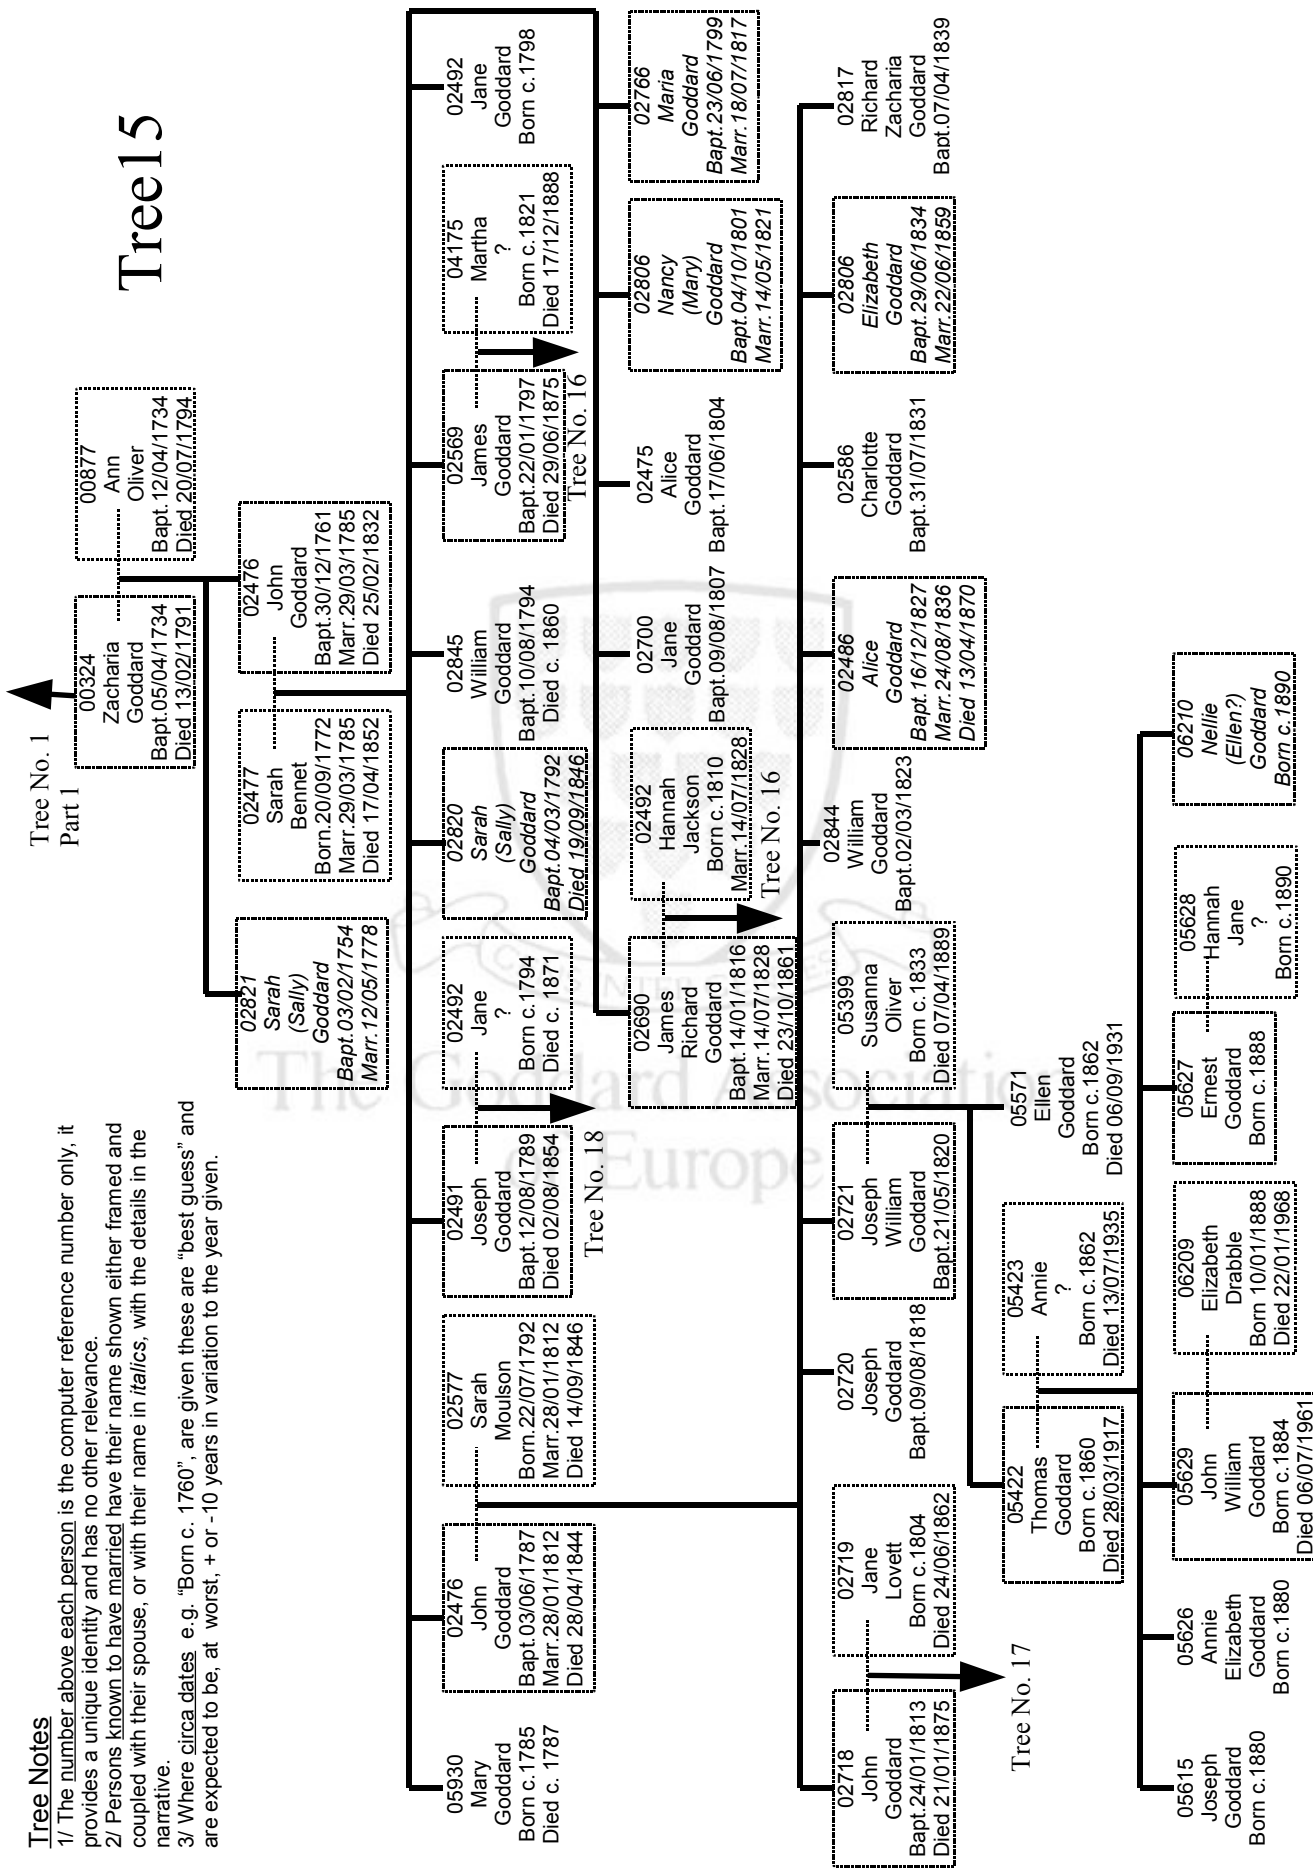 Tree15
Tree Notes
1/ The number above each person is the computer reference number only, it
provides a unique identity and has no other relevance.
2/ Persons known to have married have their name shown either framed and
coupled with their spouse, or with their name in italics, with the details in the
narrative.
3/ Where circa dates e.g. “Born c. 1760”, are given these are “best guess” and
are expected to be, at worst, + or -10 years in variation to the year given.
Tree No. 1
Part 1
00324
Zacharia
Goddard
Bapt.05/04/1734
Died 13/02/1791
00877
Ann
Oliver
Bapt.12/04/1734
Died 20/07/1794
02821
Sarah
(Sally)
Goddard
Bapt.03/02/1754
Marr.12/05/1778
02477
Sarah
Bennet
Born.20/09/1772
Marr.29/03/1785
Died 17/04/1852
02476
John
Goddard
Bapt.30/12/1761
Marr.29/03/1785
Died 25/02/1832
05930
Mary
Goddard
Born c.1785
Died c. 1787
02476
John
Goddard
Bapt.03/06/1787
Marr.28/01/1812
Died 28/04/1844
02577
Sarah
Moulson
Born.22/07/1792
Marr.28/01/1812
Died 14/09/1846
02491
Joseph
Goddard
Bapt.12/08/1789
Died 02/08/1854
02492
Jane
?
Born c.1794
Died c. 1871
Tree No. 18
02820
Sarah
(Sally)
Goddard
Bapt.04/03/1792
Died 19/09/1846
02845
William
Goddard
Bapt.10/08/1794
Died c. 1860
02569
James
Goddard
Bapt.22/01/1797
Died 29/06/1875
04175
Martha
?
Born c.1821
Died 17/12/1888
Tree No. 16
02492
Jane
Goddard
Born c.1798
02690
James
Richard
Goddard
Bapt.14/01/1816
Marr.14/07/1828
Died 23/10/1861
02492
Hannah
Jackson
Born c.1810
Marr.14/07/1828
Tree No. 16
02700
Jane
Goddard
Bapt.09/08/1807
02475
Alice
Goddard
Bapt.17/06/1804
02806
Nancy
(Mary)
Goddard
Bapt.04/10/1801
Marr.14/05/1821
02766
Maria
Goddard
Bapt.23/06/1799
Marr.18/07/1817
02718
John
Goddard
Bapt.24/01/1813
Died 21/01/1875
02719
Jane
Lovett
Born c.1804
Died 24/06/1862
Tree No. 17
02720
Joseph
Goddard
Bapt.09/08/1818
02721
Joseph
William
Goddard
Bapt.21/05/1820
05399
Susanna
Oliver
Born c.1833
Died 07/04/1889
02844
William
Goddard
Bapt.02/03/1823
02486
Alice
Goddard
Bapt.16/12/1827
Marr.24/08/1836
Died 13/04/1870
02586
Charlotte
Goddard
Bapt.31/07/1831
02806
Elizabeth
Goddard
Bapt.29/06/1834
Marr.22/06/1859
02817
Richard
Zacharia
Goddard
Bapt.07/04/1839
05422
Thomas
Goddard
Born c.1860
Died 28/03/1917
05423
Annie
?
Born c.1862
Died 13/07/1935
05571
Ellen
Goddard
Born c.1862
Died 06/09/1931
05615
Joseph
Goddard
Born c.1880
05626
Annie
Elizabeth
Goddard
Born c.1880
05629
John
William
Goddard
Born c.1884
Died 06/07/1961
06209
Elizabeth
Drabble
Born 10/01/1888
Died 22/01/1968
05627
Ernest
Goddard
Born c.1888
05628
Hannah
Jane
?
Born c.1890
06210
Nellie
(Ellen?)
Goddard
Born c.1890
The Goddard Association
of Europe